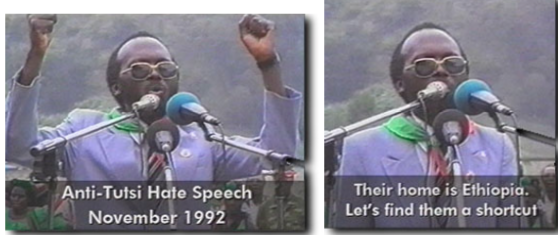 Anti-Tutsi Hate Speech
November 1992
Their home is Ethiopia.
Let's find them a shortcut